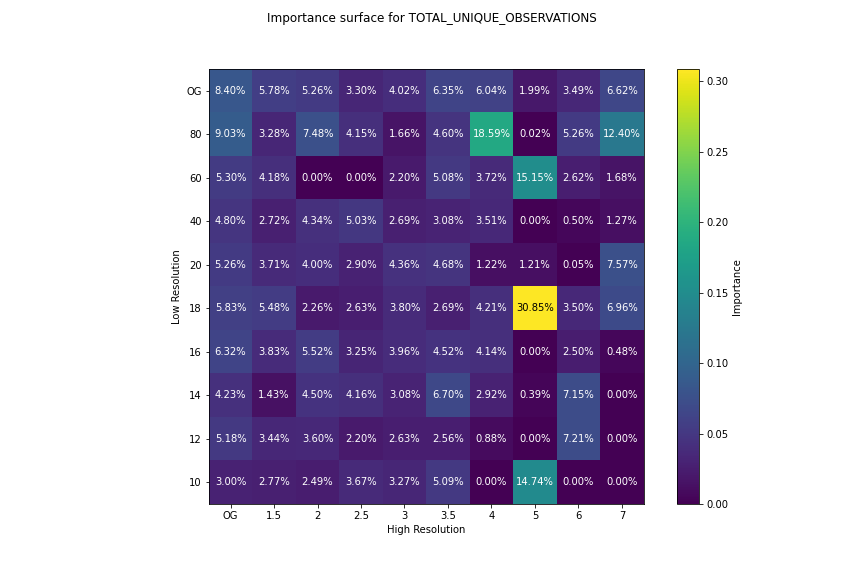 Importance surface for TOTAL_UNIQUE_OBSERVATIONS
OG 8.40% 5.78% 5.26% 3.30% 4.02% 6.35% 6.04% 1.99% 3.49% 6.62%
80 9.03% 3.28% 7.48% 4.15% 1.66% 4.60% 18.59% 0.02% 5.26% 12.40%
60 5.30% 4.18% 0.00% 0.00% 2.20% 5.08% 3.72% 15.15% 2.62% 1.68%
40 4.80% 2.72% 4.34% 5.03% 2.69% 3.08% 3.51% 0.00% 0.50% 1.27%
20 5.26% 3.71% 4.00% 2.90% 4.36% 4.68% 1.22% 1.21% 0.05% 7.57%
18 5.83% 5.48% 2.26% 2.63% 3.80% 2.69% 4.21% 30.85% 3.50% 6.96%
16 6.32% 3.83% 5.52% 3.25% 3.96% 4.52% 4.14% 0.00% 2.50% 0.48%
14 4.23% 1.43% 4.50% 4.16% 3.08% 6.70% 2.92% 0.39% 7.15% 0.00%
12 5.18% 3.44% 3.60% 2.20% 2.63% 2.56% 0.88% 0.00% 7.21% 0.00%
10 3.00% 2.77% 2.49% 3.67% 3.27% 5.09% 0.00% 14.74% 0.00% 0.00%
OG 1.5 2 2.5 3 3.5 4 5 6 7
High Resolution
Low Resolution
0.30
0.25
0.20
0.15
0.10
0.05
0.00
Importance